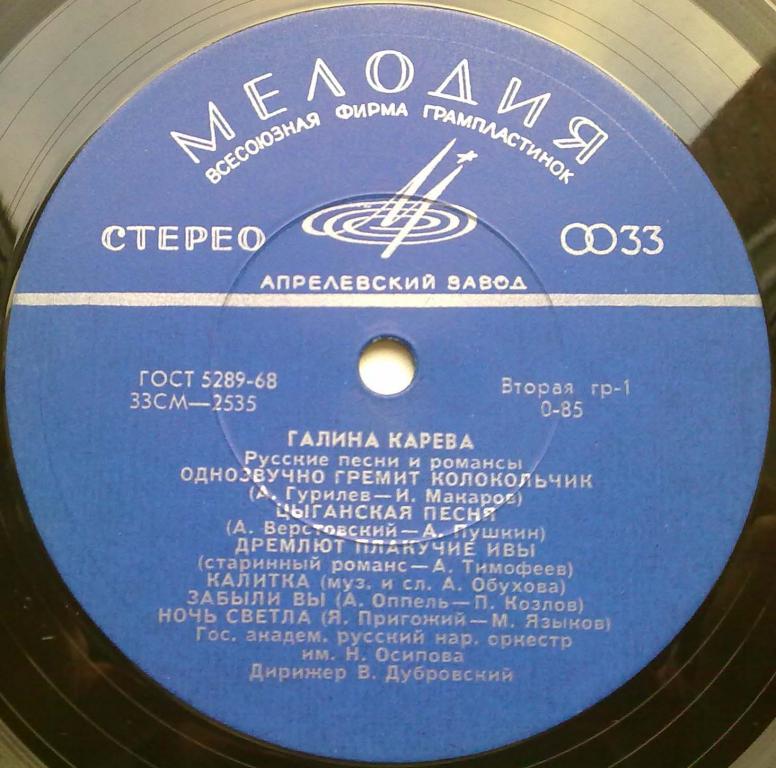 МЕЛОДИЯ
ВСЕСОЮЗНАЯ ФИРМА ГРАМПЛАСТИНОК
СТЕРЕО
33
АПРЕЛЕВСКИЙ ЗАВОД
ГОСТ 5289-68
Вторая гр-1
33СМ—2535
0-85
ГАЛИНА КАРЕВА
Русские песни и романсы
ОДНОЗВУЧНО ГРЕМИТ КОЛОКОЛЬЧИК
(А. Гурилев—И. Макаров)
ЦЫГАНСКАЯ ПЕСНЯ
(А. Верстовский—А. Пушкин)
ДРЕМЛЮТ ПЛАКУЧИЕ ИВЫ
(старинный романс—А. Тимофеев)
КАЛИТКА (муз. и сл. А. Обухова)
ЗАБЫЛИ ВЫ (А. Оппель—П. Козлов)
НОЧЬ СВЕТЛА (Я. Пригожий—М. Языков)
Гос. академ. русский нар. оркестр
им. Н. Осипова
Дирижер В. Дубровский